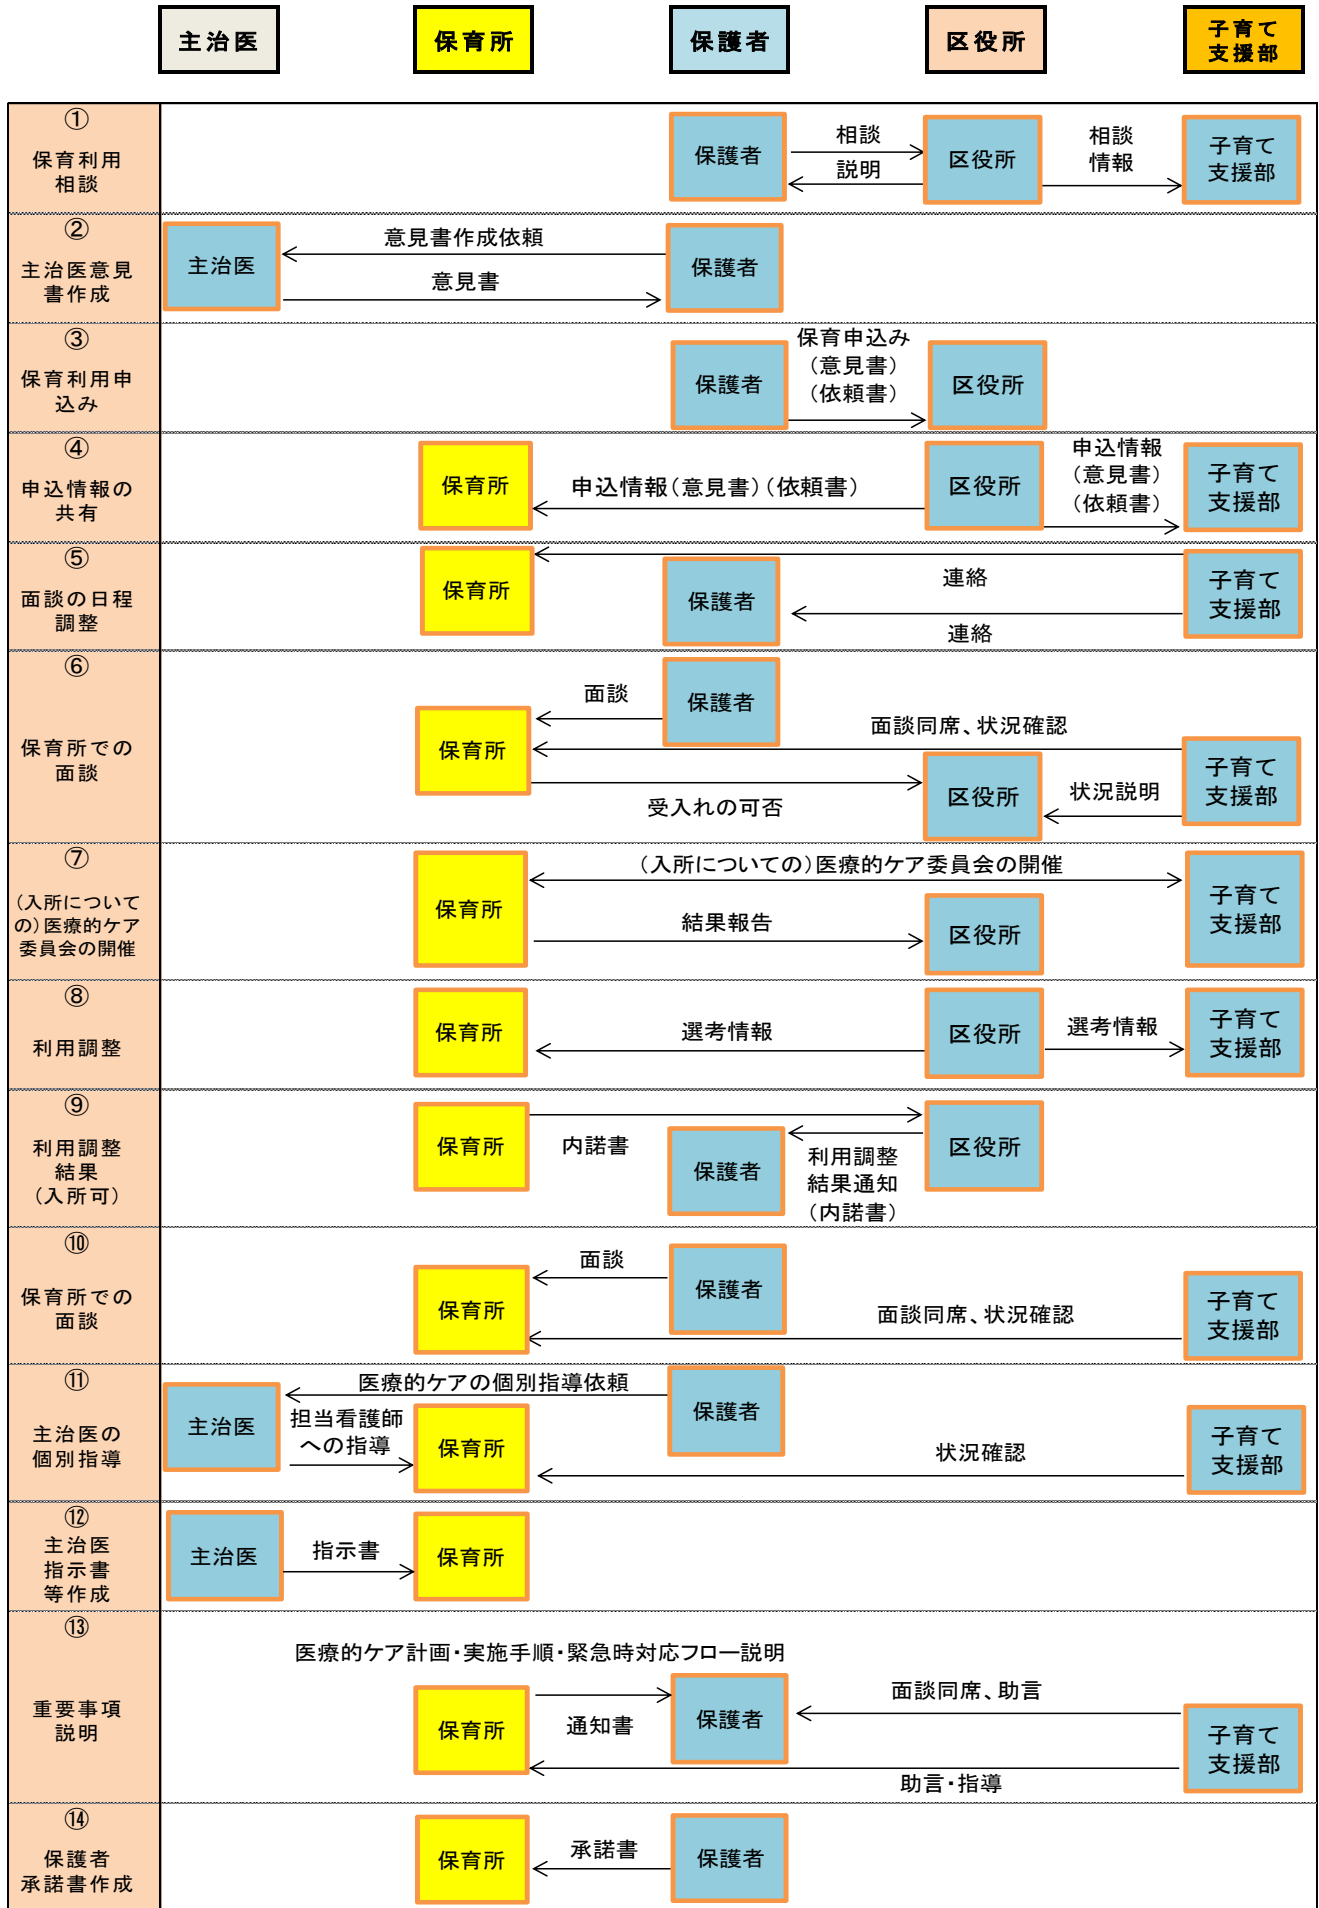 主治医
保育所
保護者
区役所
子育て
支援部
①
保育利用
相談
保護者
相談
説明
区役所
相談
情報
子育て
支援部
②
主治医意見
書作成
主治医
意見書作成依頼
意見書
保護者
③
保育利用申
込み
保護者
保育申込み
（意見書）
（依頼書）
区役所
④
申込情報の
共有
保育所
申込情報（意見書）（依頼書）
区役所
申込情報
（意見書）
（依頼書）
子育て
支援部
⑤
面談の日程
調整
保育所
保護者
連絡
連絡
子育て
支援部
⑥
保育所での
面談
保育所
面談
保護者
面談同席、状況確認
受入れの可否
区役所
状況説明
子育て
支援部
⑦
（入所について
の）医療的ケア
委員会の開催
保育所
（入所についての）医療的ケア委員会の開催
結果報告
区役所
子育て
支援部
⑧
利用調整
保育所
選考情報
区役所
選考情報
子育て
支援部
⑨
利用調整
結果
（入所可）
保育所
内諾書
保護者
利用調整
結果通知
（内諾書）
区役所
⑩
保育所での
面談
保育所
面談
保護者
面談同席、状況確認
子育て
支援部
⑪
主治医の
個別指導
主治医
医療的ケアの個別指導依頼
担当看護師
への指導
保育所
保護者
状況確認
子育て
支援部
⑫
主治医
指示書
等作成
主治医
指示書
保育所
⑬
重要事項
説明
医療的ケア計画・実施手順・緊急時対応フロー説明
保育所
通知書
保護者
面談同席、助言
助言・指導
子育て
支援部
⑭
保護者
承諾書作成
保育所
承諾書
保護者